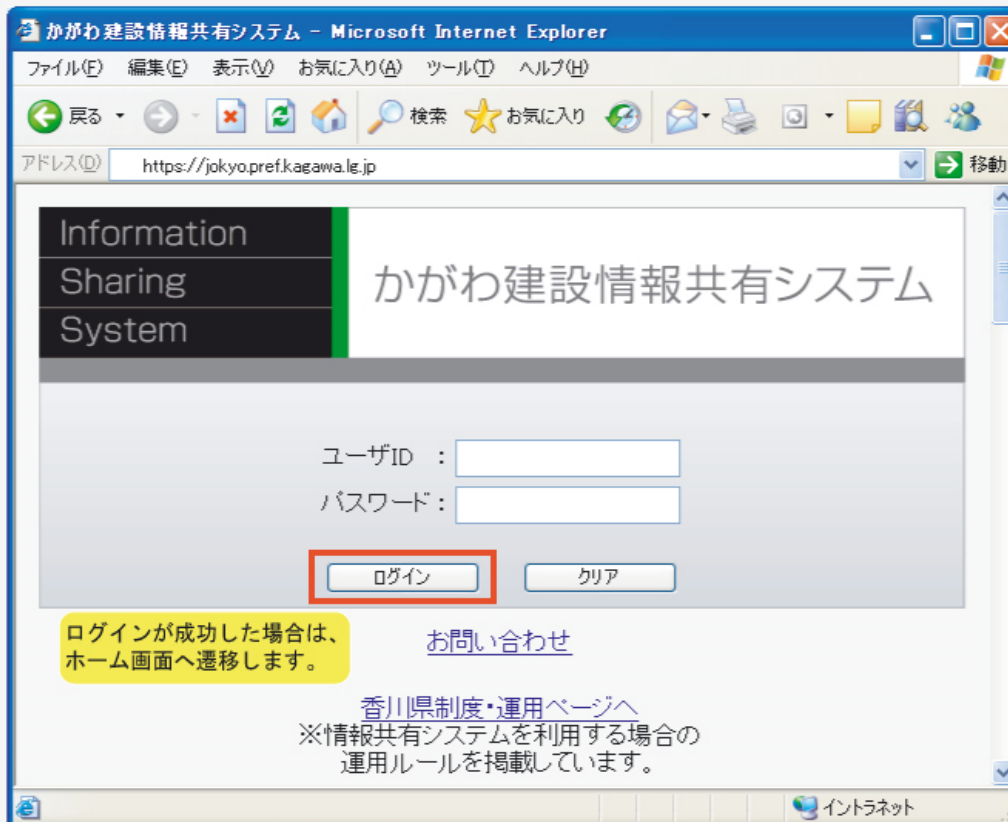 かがわ建設情報共有システム - Microsoft Internet Explorer
ファイル(F) 編集(E) 表示(V) お気に入り(A) ツール(T) ヘルプ(H)
戻る 検索 お気に入り
アドレス(D) https://jokyo.pref.kagawa.lg.jp 移動
Information
Sharing
System
かがわ建設情報共有システム
ユーザID :
パスワード :
ログイン クリア
ログインが成功した場合は、
ホーム画面へ遷移します。
お問い合わせ
香川県制度・運用ページへ
※情報共有システムを利用する場合の
運用ルールを掲載しています。
イントラネット